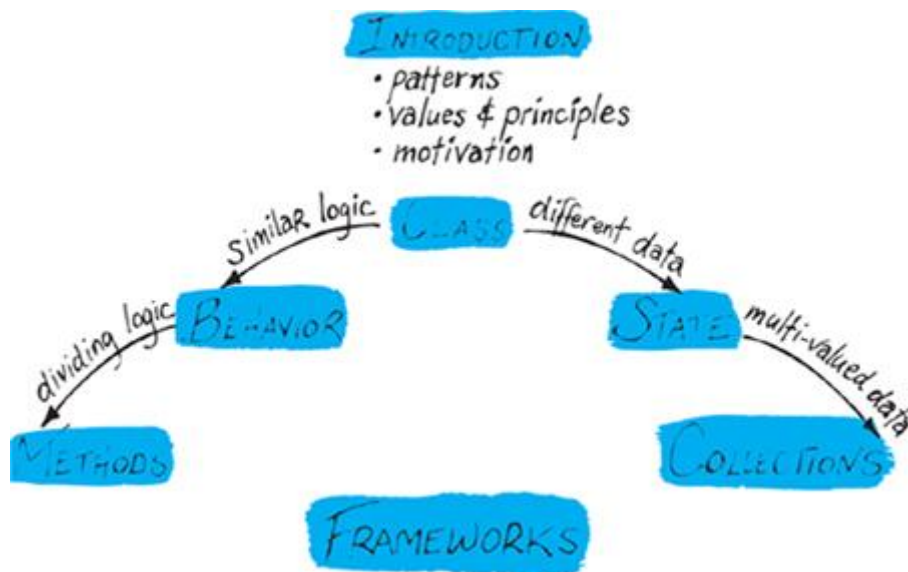 INTRODUCTION
• patterns
• values & principles
• motivation
similar logic
CLASS
different data
BEHAVIOR
STATE
dividing logic
multi-valued data
METHODS
COLLECTIONS
FRAMEWORKS